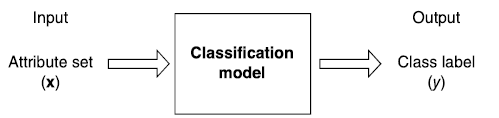 Input
Output
Attribute set
(x)
Classification
model
Class label
(y)